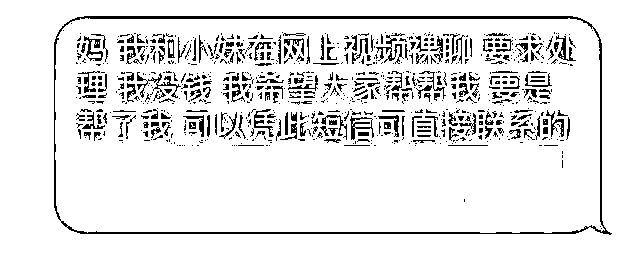 妈 我和小妹在网上视频裸聊 要求处
理 我没钱 我希望大家帮帮我 要是
帮了我 可以凭此短信可直接联系的